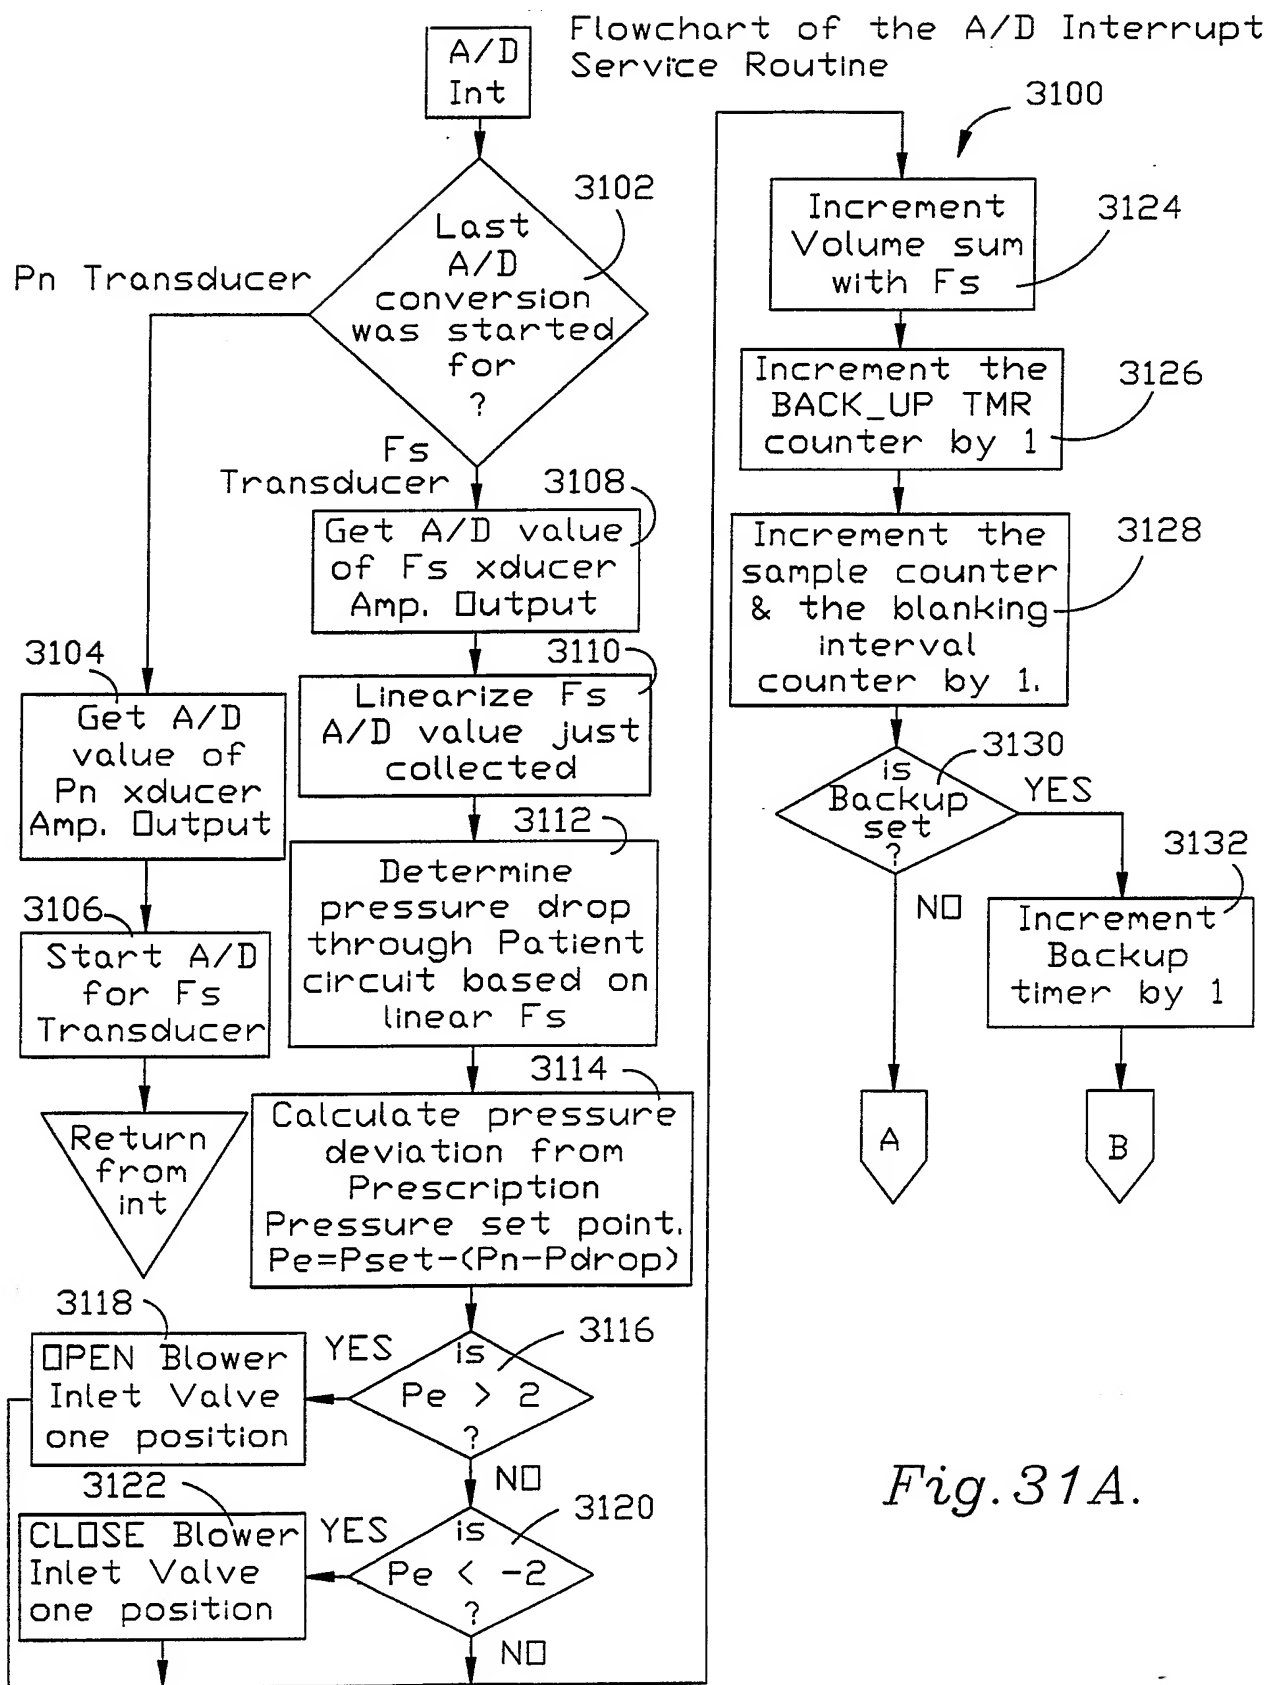 Flowchart of the A/D Interrupt
Service Routine
A/D
Int
3100
3102
Last
A/D
conversion
was started
for
?
Pn Transducer
Fs
Transducer
3104
Get A/D
value of
Pn xducer
Amp. Output
3106
Start A/D
for Fs
Transducer
Return
from
int
3108
Get A/D value
of Fs xducer
Amp. Output
3110
Linearize Fs
A/D value just
collected
3112
Determine
pressure drop
through Patient
circuit based on
linear Fs
3114
Calculate pressure
deviation from
Prescription
Pressure set point.
Pe=Pset-(Pn-Pdrop)
3116
is
Pe > 2
?
YES
NO
3118
OPEN Blower
Inlet Valve
one position
3120
is
Pe < -2
?
YES
NO
3122
CLOSE Blower
Inlet Valve
one position
3124
Increment
Volume sum
with Fs
3126
Increment the
BACK_UP TMR
counter by 1
3128
Increment the
sample counter
& the blanking
interval
counter by 1.
3130
is
Backup
set
?
YES
NO
3132
Increment
Backup
timer by 1
A
B
Fig.31A.